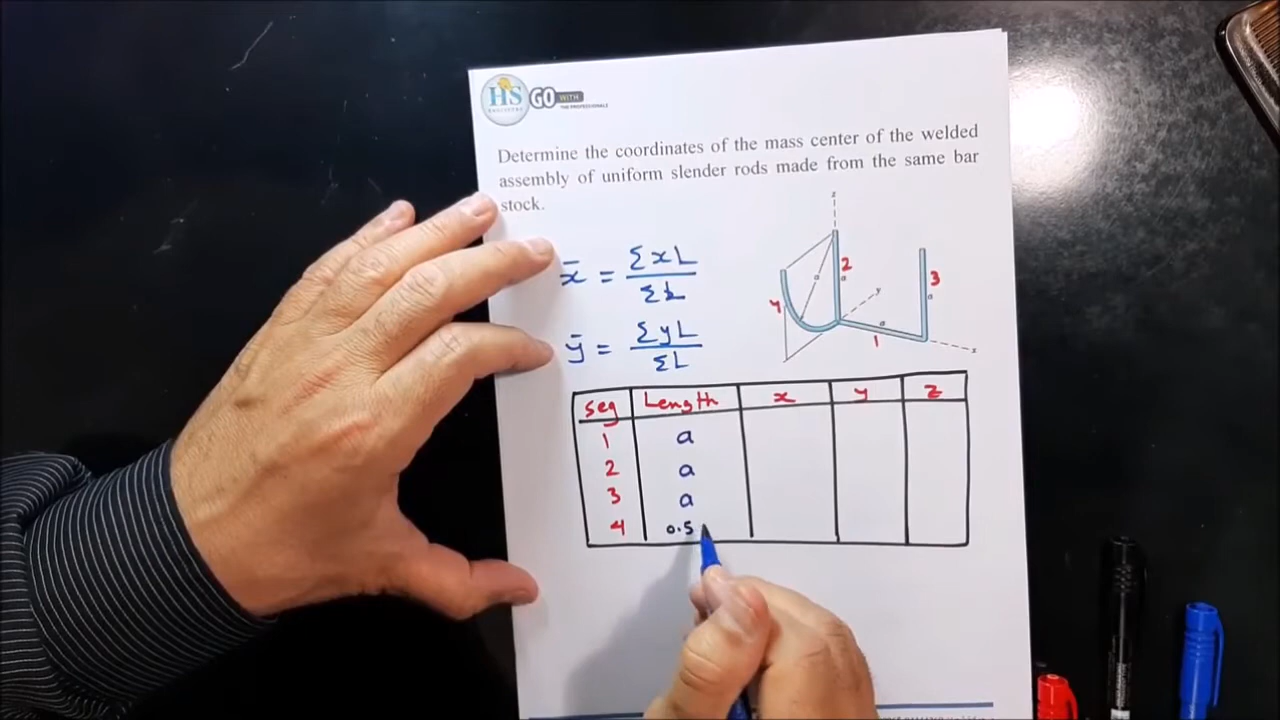 HS
GO WITH
THE PROFESSIONALS
Determine the coordinates of the mass center of the welded
assembly of uniform slender rods made from the same bar
stock.
x̄ = ΣxL / ΣL
ȳ = ΣyL / ΣL
z
2
a
a
y
3
a
4
a
1
x
Seg Length x y z
1 a
2 a
3 a
4 0.5